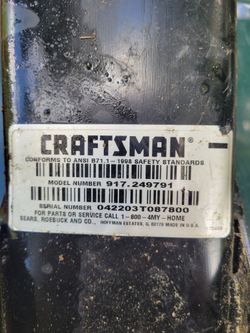 CRAFTSMAN®
CONFORMS TO ANSI B71.1-1998 SAFETY STANDARDS
MODEL NUMBER 917.249791
SERIAL NUMBER 042203T087800
FOR PARTS OR SERVICE CALL 1-800-4MY-HOME
SEARS, ROEBUCK AND CO., HOFFMAN ESTATES, IL 60179 MADE IN U.S.A.